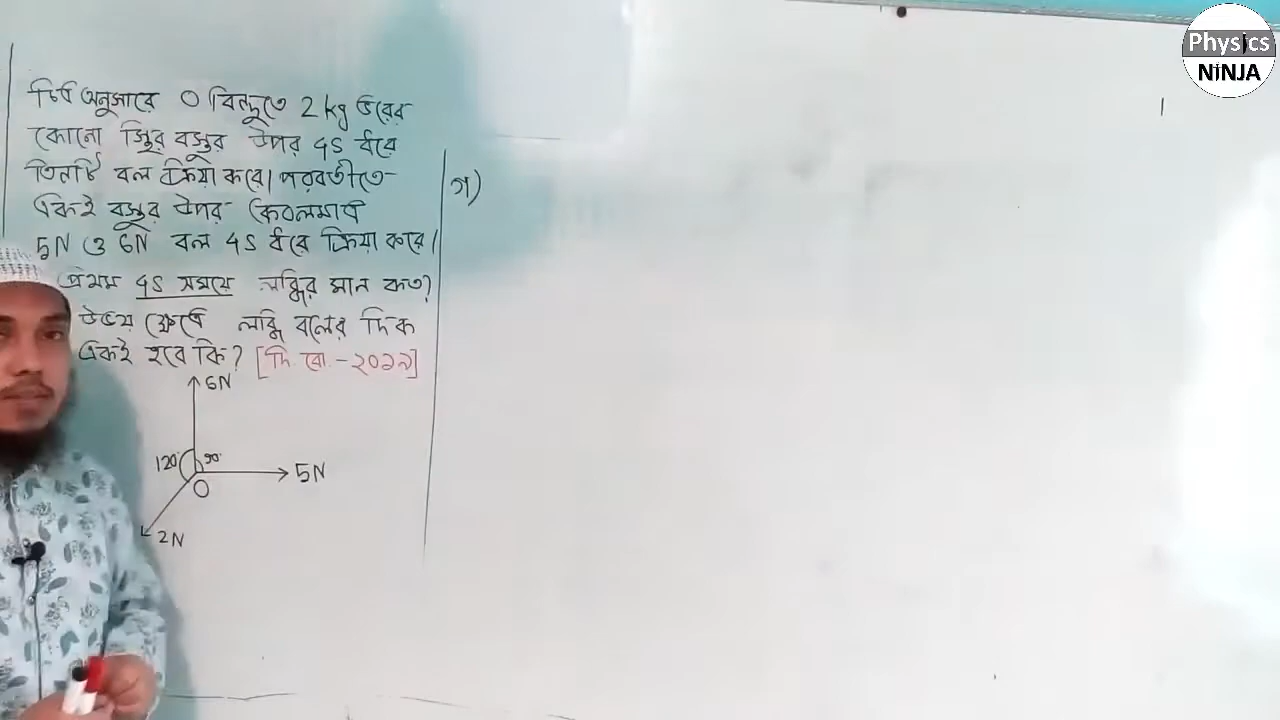 Physics
NiNJA
চিত্র অনুসারে O বিন্দুতে 2 kg ভরের
কোনো স্থির বস্তুর উপর 4S ধরে
তিনটি বল ক্রিয়া করে। পরবর্তীতে
একই বস্তুর উপর কেবলমাত্র
5N ও 6N বল 4S ধরে ক্রিয়া করে।
প্রথম 4S সময়ে লব্ধির মান কত?
উভয় ক্ষেত্রে লব্ধি বলের দিক
একই হবে কি? [দি. বো. - ২০১৯]
গ)
6N
120° 90°
5N
O
2N